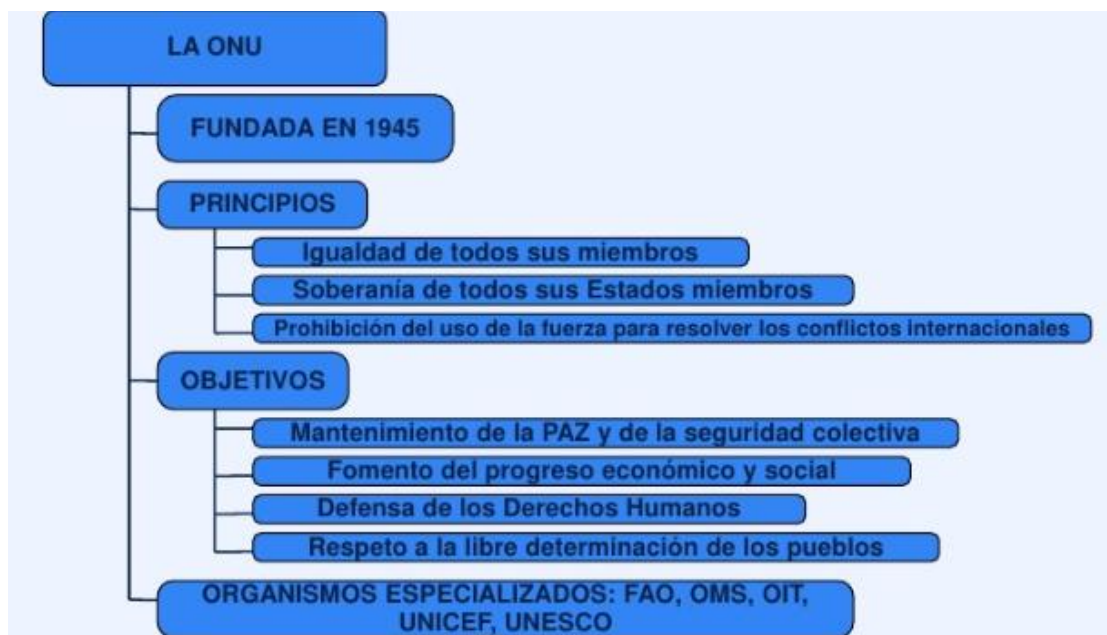 LA ONU
FUNDADA EN 1945
PRINCIPIOS
Igualdad de todos sus miembros
Soberanía de todos sus Estados miembros
Prohibición del uso de la fuerza para resolver los conflictos internacionales
OBJETIVOS
Mantenimiento de la PAZ y de la seguridad colectiva
Fomento del progreso económico y social
Defensa de los Derechos Humanos
Respeto a la libre determinación de los pueblos
ORGANISMOS ESPECIALIZADOS: FAO, OMS, OIT,
UNICEF, UNESCO